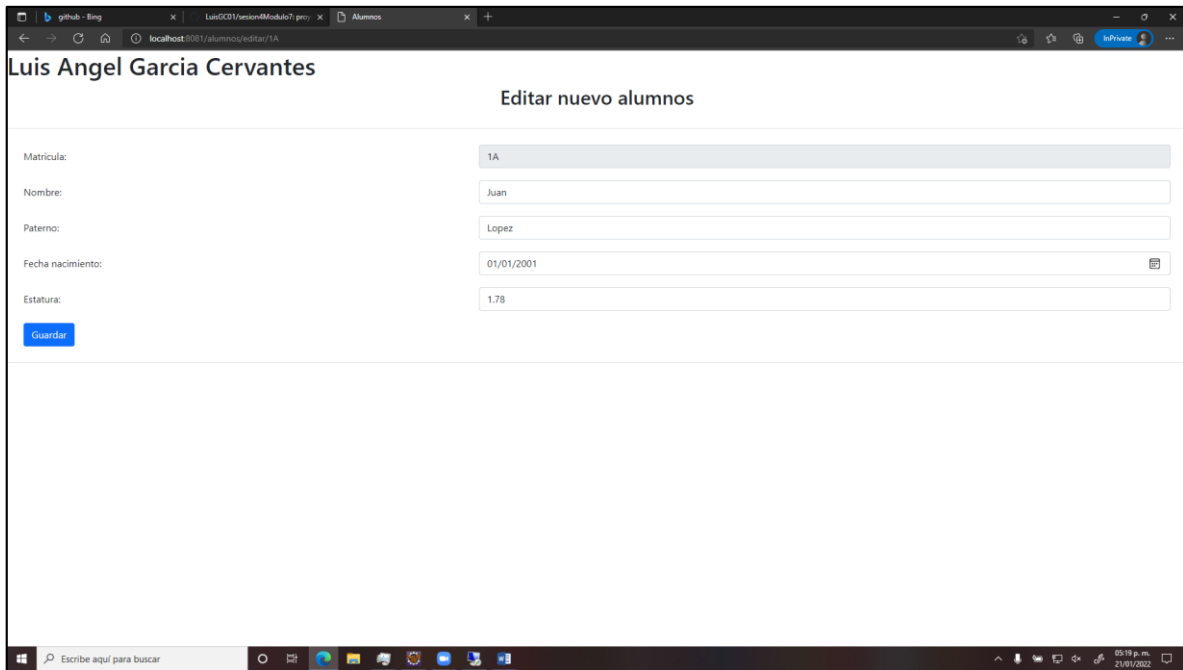 github - Bing
LuisGC01/sesion4Modulo7: proy
Alumnos
localhost:8081/alumnos/editar/1A
InPrivate
Luis Angel Garcia Cervantes
Editar nuevo alumnos
Matricula:
1A
Nombre:
Juan
Paterno:
Lopez
Fecha nacimiento:
01/01/2001
Estatura:
1.78
Guardar
Escribe aquí para buscar
05:19 p. m.
21/01/2022